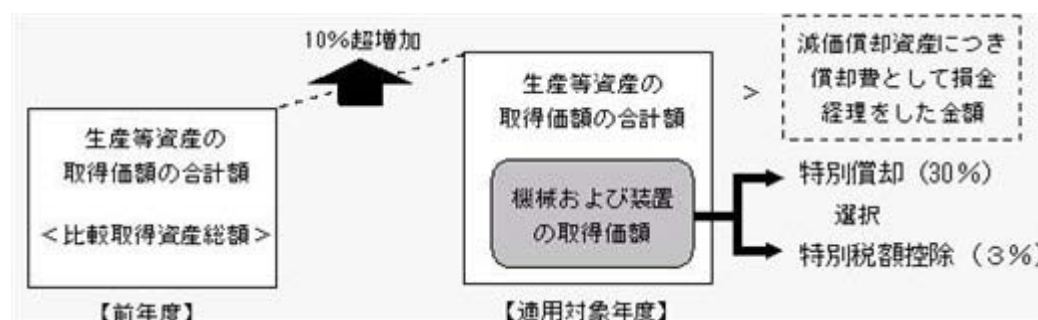 10%超増加
生産等資産の
取得価額の合計額
<比較取得資産総額>
【前年度】
生産等資産の
取得価額の合計額
機械および装置
の取得価額
【適用対象年度】
>
減価償却資産につき
償却費として損金
経理をした金額
特別償却（30%）
選択
特別税額控除（３%）